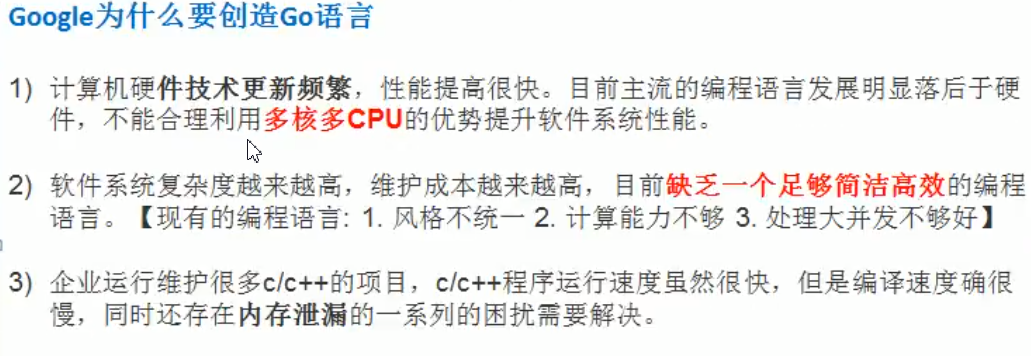 Google为什么要创造Go语言
1) 计算机硬件技术更新频繁，性能提高很快。目前主流的编程语言发展明显落后于硬
件，不能合理利用多核多CPU的优势提升软件系统性能。
2) 软件系统复杂度越来越高，维护成本越来越高，目前缺乏一个足够简洁高效的编程
语言。【现有的编程语言: 1. 风格不统一 2. 计算能力不够 3. 处理大并发不够好】
3) 企业运行维护很多c/c++的项目，c/c++程序运行速度虽然很快，但是编译速度确很
慢，同时还存在内存泄漏的一系列的困扰需要解决。